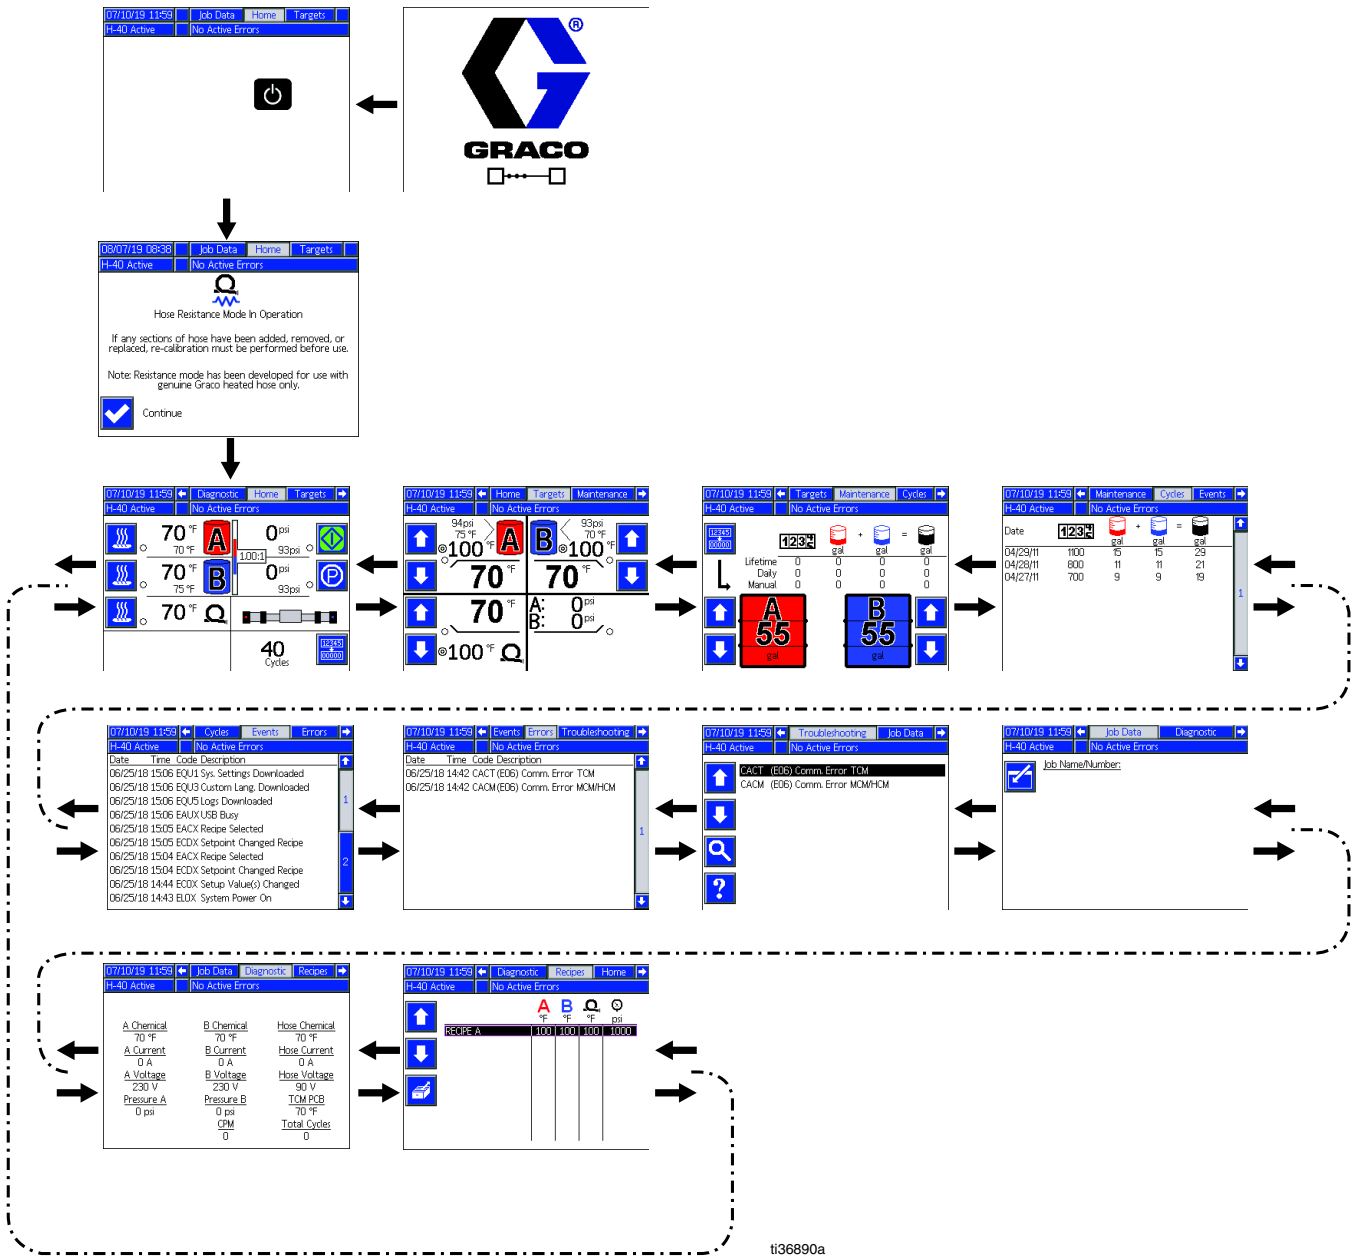 07/10/19 11:59 Job Data Home Targets
H-40 Active No Active Errors
®
GRACO
08/07/19 08:38 Job Data Home Targets
H-40 Active No Active Errors
Hose Resistance Mode In Operation
If any sections of hose have been added, removed, or
replaced, re-calibration must be performed before use.
Note: Resistance mode has been developed for use with
genuine Graco heated hose only.
Continue
07/10/19 11:59 Diagnostic Home Targets
H-40 Active No Active Errors
70 °F A 0 psi
70 °F 93psi
1.00:1
70 °F B 0 psi
75 °F 93psi
70 °F
40
Cycles
12345
00000
07/10/19 11:59 Home Targets Maintenance
H-40 Active No Active Errors
94psi 93psi
75 °F 70 °F
100 °F A B 100 °F
70 °F 70 °F
70 °F A: 0 psi
B: 0 psi
100 °F
07/10/19 11:59 Targets Maintenance Cycles
H-40 Active No Active Errors
12345
00000
+ =
gal gal gal
Lifetime 0 0 0 0
Daily 0 0 0 0
Manual 0 0 0 0
A B
55 55
gal gal
07/10/19 11:59 Maintenance Cycles Events
H-40 Active No Active Errors
Date + =
gal gal gal
04/29/11 1100 15 15 29
04/28/11 800 11 11 21
04/27/11 700 9 9 19
1
07/10/19 11:59 Cycles Events Errors
H-40 Active No Active Errors
Date Time Code Description
06/25/18 15:06 EQU1 Sys. Settings Downloaded
06/25/18 15:06 EQU3 Custom Lang. Downloaded
06/25/18 15:06 EQU5 Logs Downloaded
06/25/18 15:06 EAUX USB Busy
06/25/18 15:05 EACX Recipe Selected
06/25/18 15:05 ECDX Setpoint Changed Recipe
06/25/18 15:04 EACX Recipe Selected
06/25/18 15:04 ECDX Setpoint Changed Recipe
06/25/18 14:44 ECOX Setup Value(s) Changed
06/25/18 14:43 EL0X System Power On
1
2
07/10/19 11:59 Events Errors Troubleshooting
H-40 Active No Active Errors
Date Time Code Description
06/25/18 14:42 CACT (E06) Comm. Error TCM
06/25/18 14:42 CACM (E06) Comm. Error MCM/HCM
1
07/10/19 11:59 Troubleshooting Job Data
H-40 Active No Active Errors
CACT (E06) Comm. Error TCM
CACM (E06) Comm. Error MCM/HCM
?
07/10/19 11:59 Job Data Diagnostic
H-40 Active No Active Errors
Job Name/Number:
07/10/19 11:59 Job Data Diagnostic Recipes
H-40 Active No Active Errors
A Chemical B Chemical Hose Chemical
70 °F 70 °F 70 °F
A Current B Current Hose Current
0 A 0 A 0 A
A Voltage B Voltage Hose Voltage
230 V 230 V 90 V
Pressure A Pressure B TCM PCB
0 psi 0 psi 70 °F
CPM Total Cycles
0 0
07/10/19 11:59 Diagnostic Recipes Home
H-40 Active No Active Errors
A B
°F °F °F psi
RECIPE A 100 100 100 1000
ti36890a